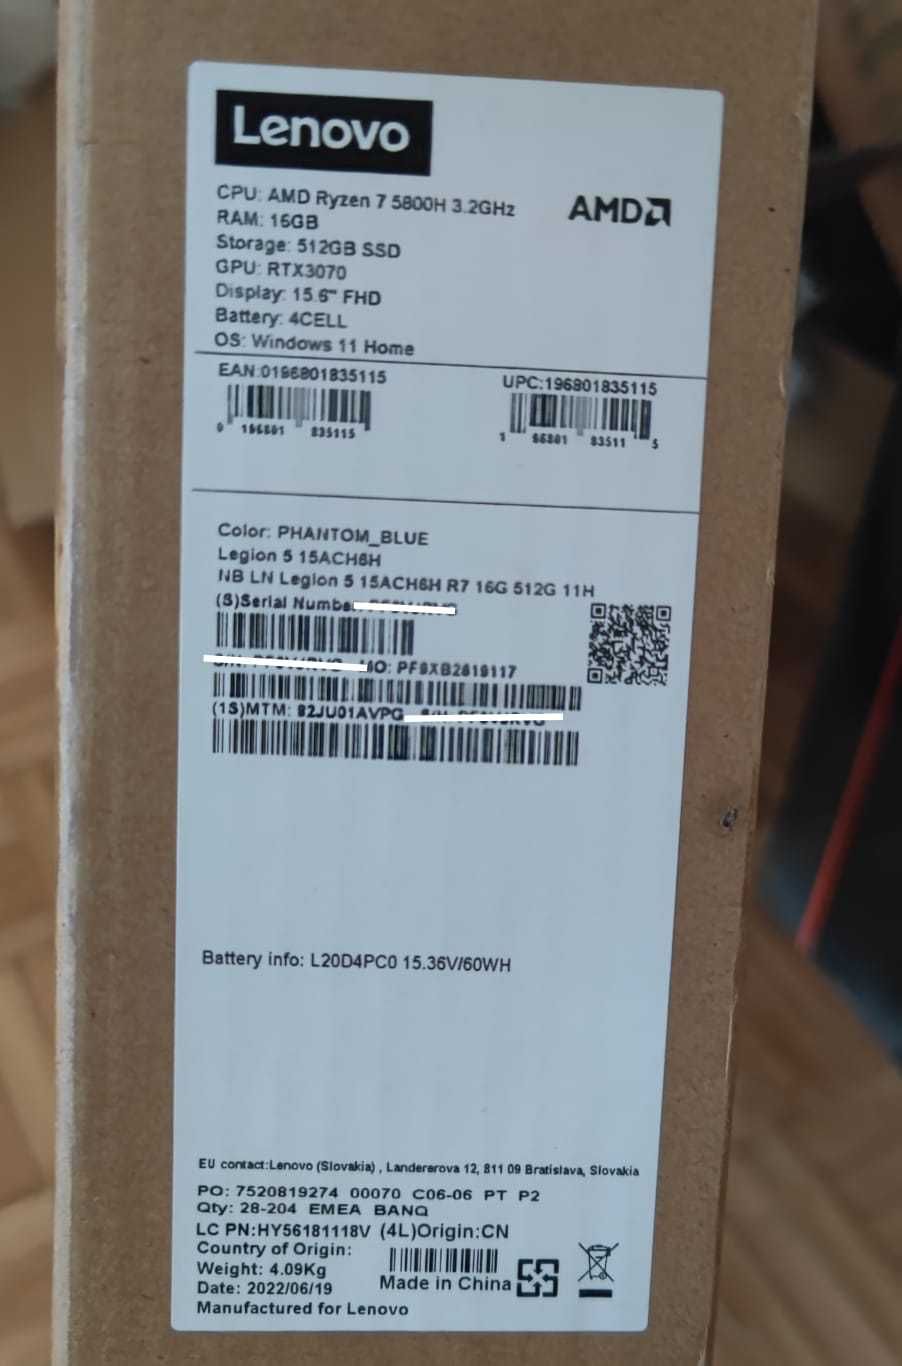 Lenovo
CPU: AMD Ryzen 7 5800H 3.2GHz
AMD
RAM: 16GB
Storage: 512GB SSD
GPU: RTX3070
Display: 15.6" FHD
Battery: 4CELL
OS: Windows 11 Home
EAN:0196801835115
UPC:196801835115
0 196801 835115
1 96801 83511 5
Color: PHANTOM_BLUE
Legion 5 15ACH6H
NB LN Legion 5 15ACH6H R7 16G 512G 11H
(S)Serial Number
MO: PF9XB2619117
(1S)MTM: 82JU01AVPG
Battery info: L20D4PC0 15.36V/60WH
EU contact:Lenovo (Slovakia) , Landererova 12, 811 09 Bratislava, Slovakia
PO: 7520819274 00070 C06-06 PT P2
Qty: 28-204 EMEA BANQ
LC PN:HY56181118V (4L)Origin:CN
Country of Origin:
Weight: 4.09Kg
Made in China
Date: 2022/06/19
Manufactured for Lenovo